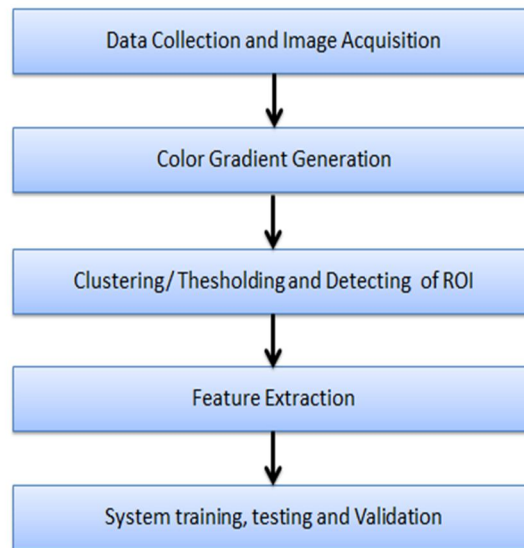 Data Collection and Image Acquisition
Color Gradient Generation
Clustering/ Thesholding and Detecting of ROI
Feature Extraction
System training, testing and Validation